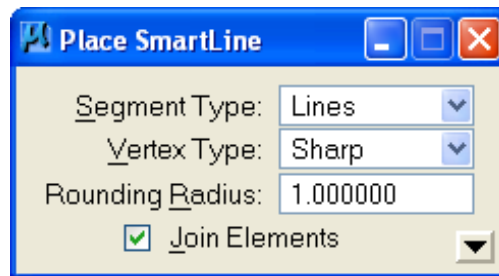 Place SmartLine
Segment Type: Lines
Vertex Type: Sharp
Rounding Radius: 1.000000
Join Elements